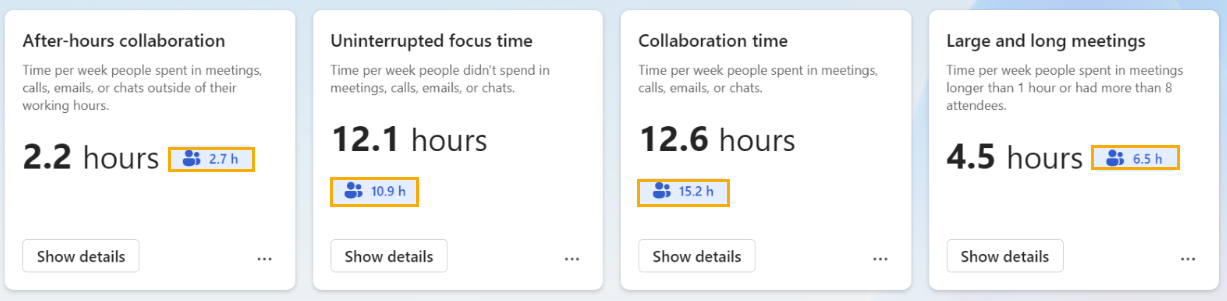 After-hours collaboration
Time per week people spent in meetings,
calls, emails, or chats outside of their
working hours.
2.2 hours 2.7 h
Show details
...
Uninterrupted focus time
Time per week people didn't spend in
meetings, calls, emails, or chats.
12.1 hours
10.9 h
Show details
...
Collaboration time
Time per week people spent in meetings,
calls, emails, or chats.
12.6 hours
15.2 h
Show details
...
Large and long meetings
Time per week people spent in meetings
longer than 1 hour or had more than 8
attendees.
4.5 hours 6.5 h
Show details
...